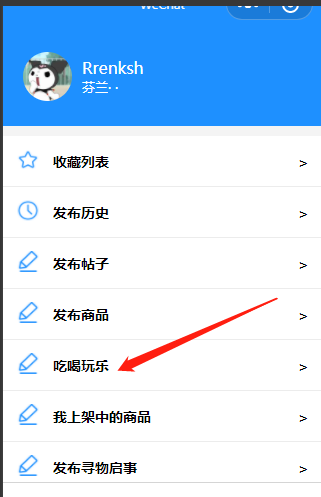 WeChat
Rrenksh
芬兰··
收藏列表 >
发布历史 >
发布帖子 >
发布商品 >
吃喝玩乐 >
我上架中的商品 >
发布寻物启事 >